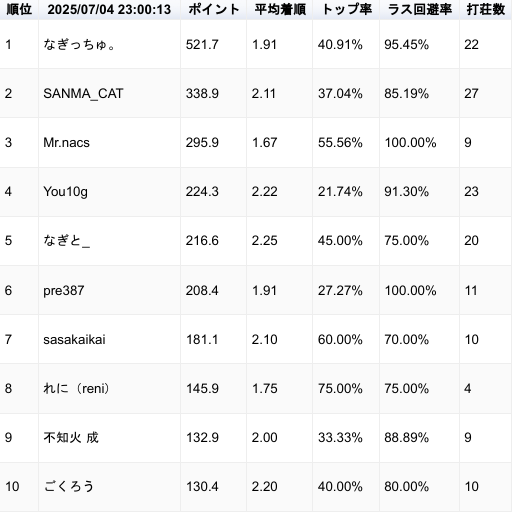 順位 2025/07/04 23:00:13 ポイント 平均着順 トップ率 ラス回避率 打荘数
1 なぎっちゅ。 521.7 1.91 40.91% 95.45% 22
2 SANMA_CAT 338.9 2.11 37.04% 85.19% 27
3 Mr.nacs 295.9 1.67 55.56% 100.00% 9
4 You10g 224.3 2.22 21.74% 91.30% 23
5 なぎと_ 216.6 2.25 45.00% 75.00% 20
6 pre387 208.4 1.91 27.27% 100.00% 11
7 sasakaikai 181.1 2.10 60.00% 70.00% 10
8 れに（reni） 145.9 1.75 75.00% 75.00% 4
9 不知火 成 132.9 2.00 33.33% 88.89% 9
10 ごくろう 130.4 2.20 40.00% 80.00% 10